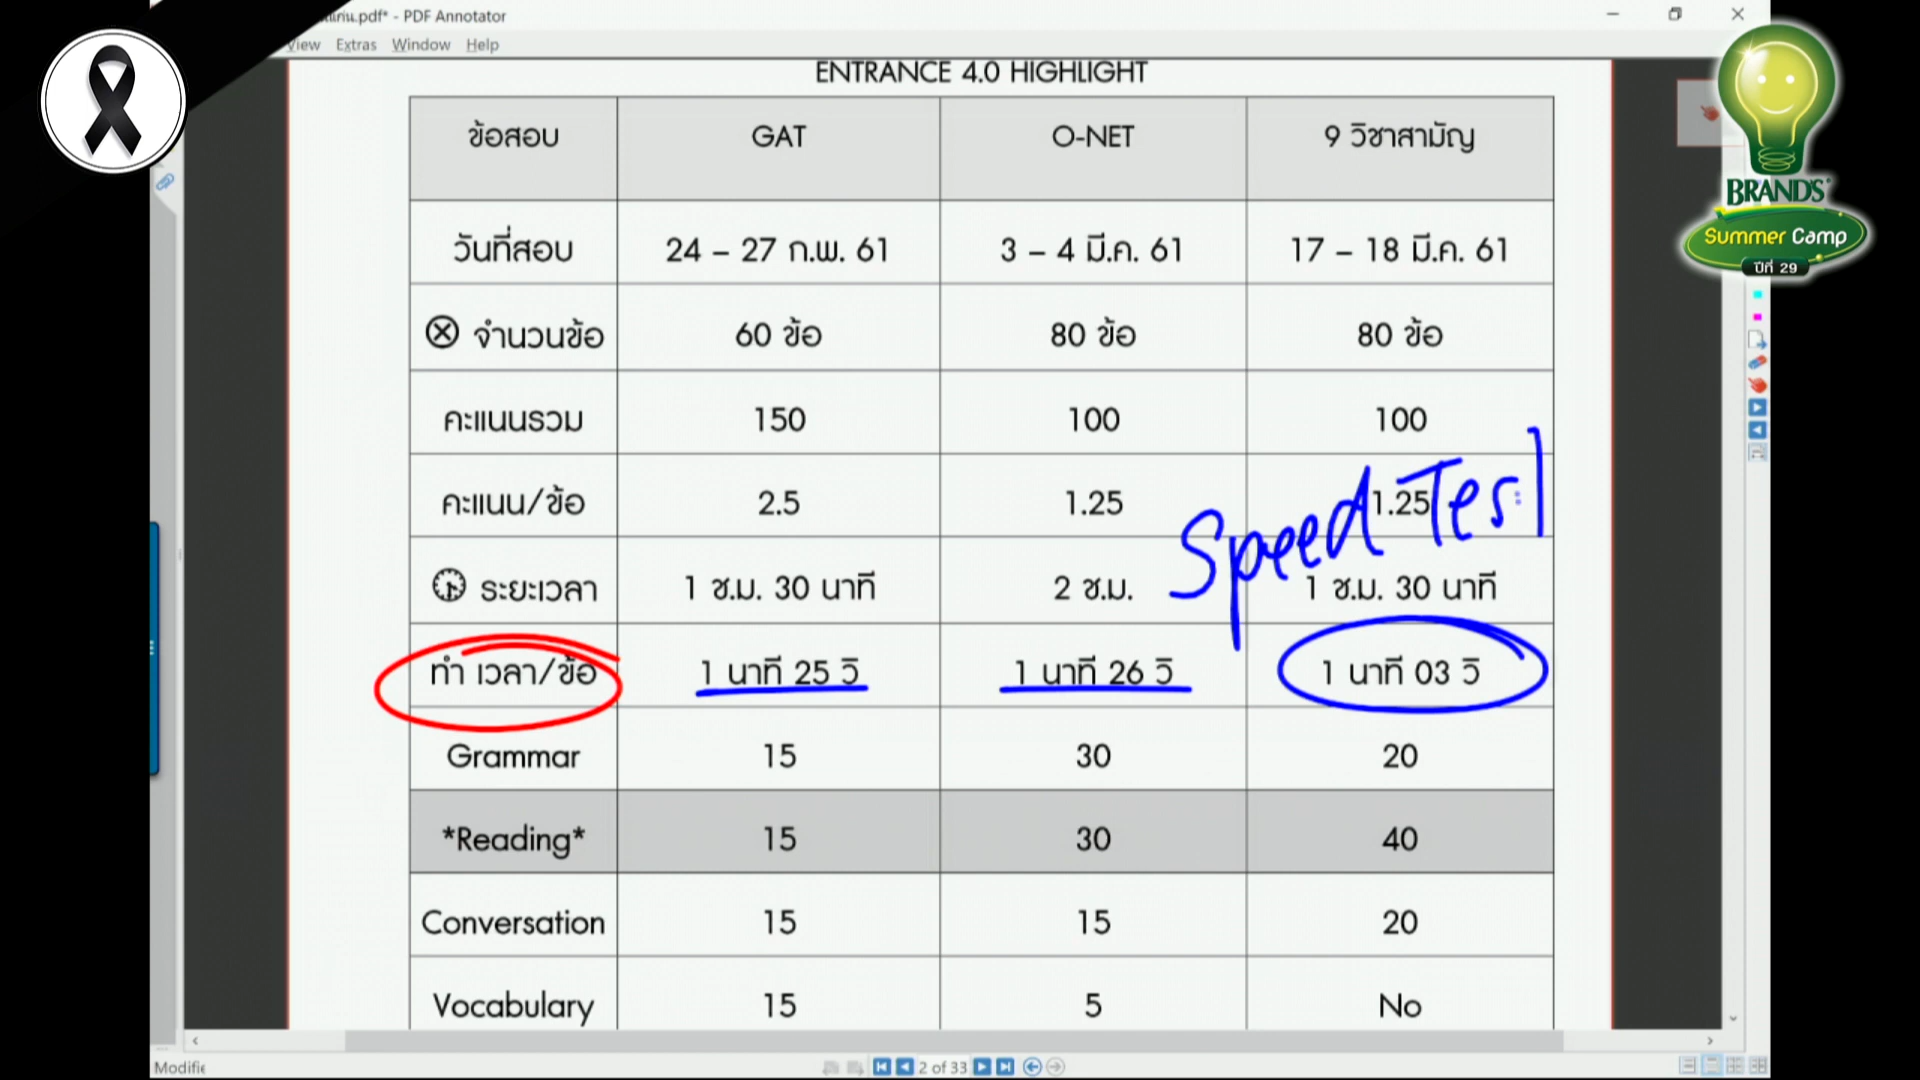 .pdf* - PDF Annotator
View Extras Window Help
ENTRANCE 4.0 HIGHLIGHT
ข้อสอบ GAT O-NET 9 วิชาสามัญ
วันที่สอบ 24 – 27 ก.พ. 61 3 – 4 มี.ค. 61 17 – 18 มี.ค. 61
จำนวนข้อ 60 ข้อ 80 ข้อ 80 ข้อ
คะแนนรวม 150 100 100
คะแนน/ข้อ 2.5 1.25 1.25
Speed Test
ระยะเวลา 1 ช.ม. 30 นาที 2 ช.ม. 1 ช.ม. 30 นาที
ทำ เวลา/ข้อ 1 นาที 25 วิ 1 นาที 26 วิ 1 นาที 03 วิ
Grammar 15 30 20
*Reading* 15 30 40
Conversation 15 15 20
Vocabulary 15 5 No
BRAND'S
Summer Camp
ปีที่ 29
Modifie
2 of 33